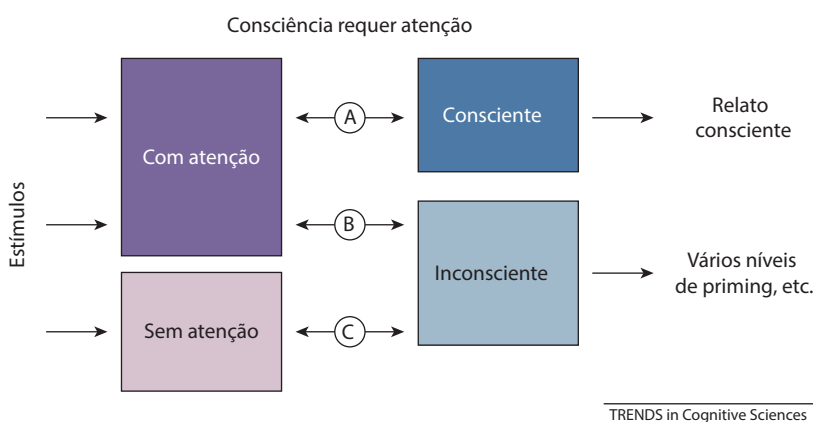 Consciência requer atenção
Estímulos
Com atenção
A
Consciente
Relato
consciente
B
Inconsciente
Vários níveis
de priming, etc.
Sem atenção
C
TRENDS in Cognitive Sciences